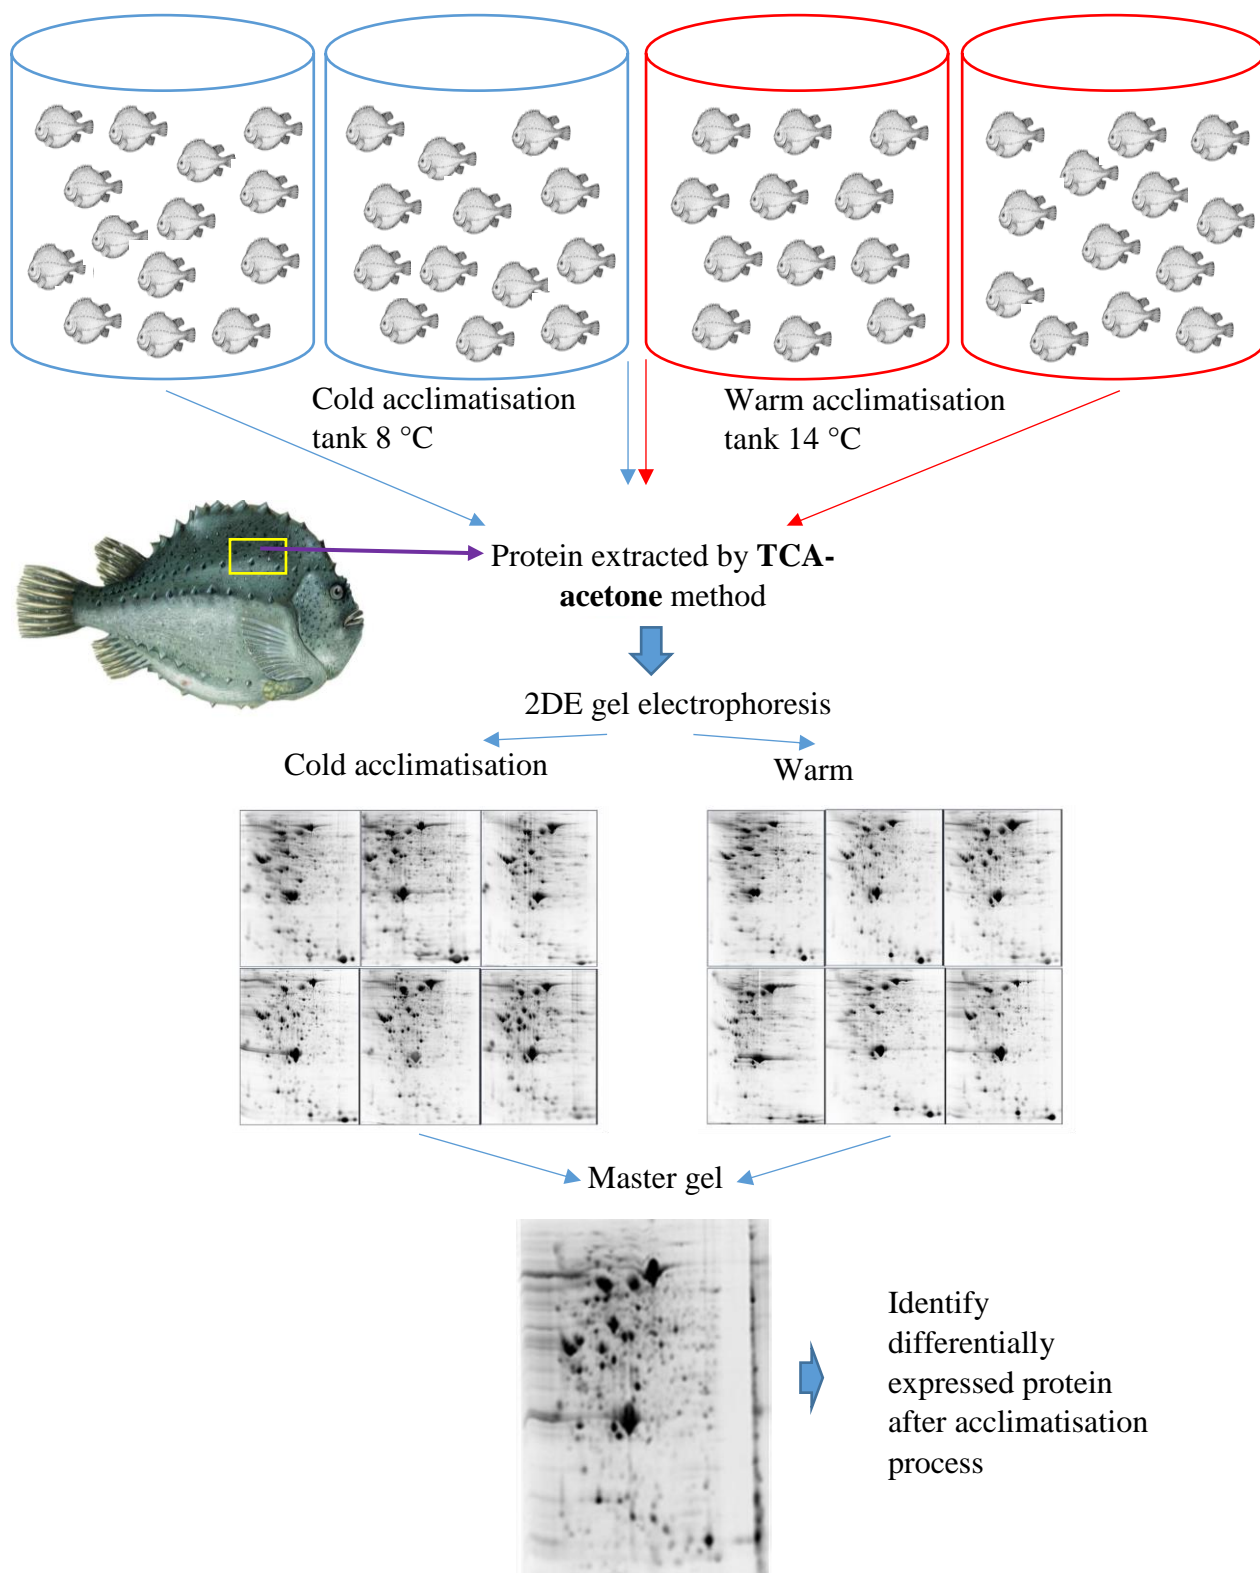 Cold acclimatisation
tank 8 °C
Warm acclimatisation
tank 14 °C
Protein extracted by TCA-
acetone method
2DE gel electrophoresis
Cold acclimatisation
Warm
Master gel
Identify
differentially
expressed protein
after acclimatisation
process